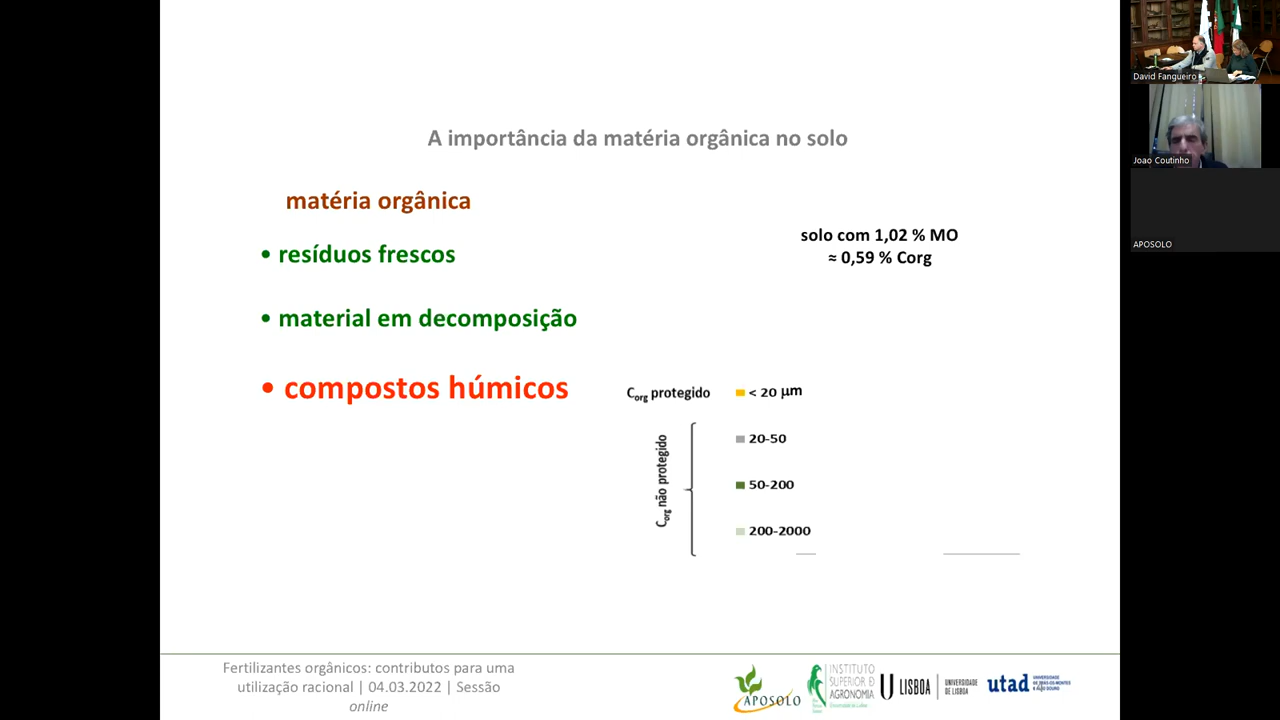 A importância da matéria orgânica no solo
matéria orgânica
• resíduos frescos
• material em decomposição
• compostos húmicos
solo com 1,02 % MO
≈ 0,59 % Corg
Corg protegido
< 20 µm
Corg não protegido
20-50
50-200
200-2000
Fertilizantes orgânicos: contributos para uma
utilização racional | 04.03.2022 | Sessão
online
APOSOLO
INSTITUTO
SUPERIOR D
AGRONOMIA
Universidade de Lisboa
U LISBOA
UNIVERSIDADE
DE LISBOA
utad
UNIVERSIDADE
DE TRÁS-OS-MONTES
E ALTO DOURO
David Fangueiro
Joao Coutinho
APOSOLO